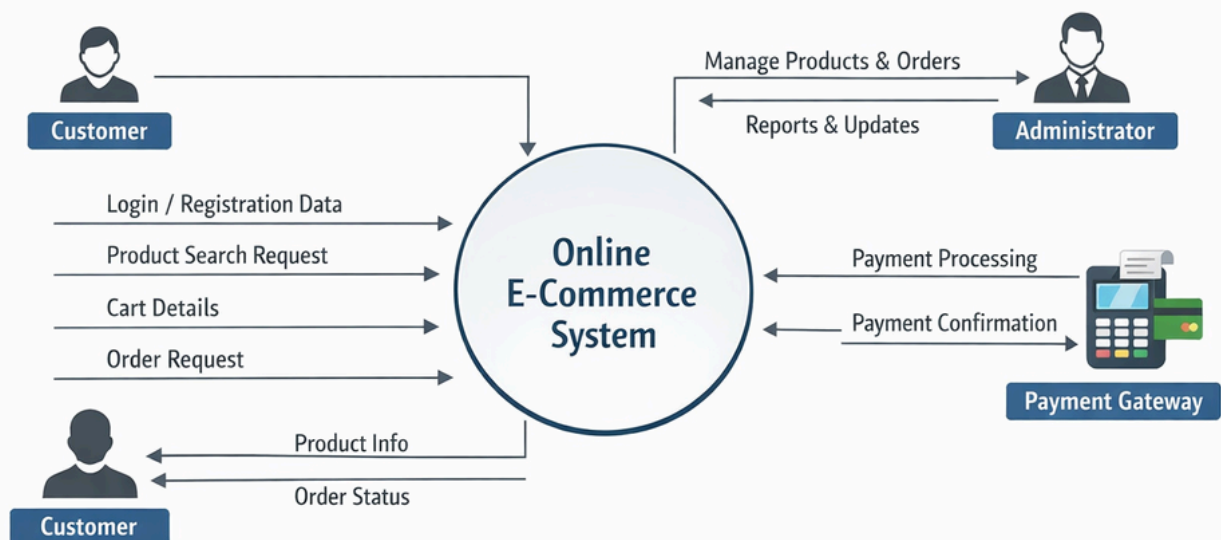 Customer
Manage Products & Orders
Reports & Updates
Administrator
Login / Registration Data
Product Search Request
Cart Details
Order Request
Online
E-Commerce
System
Payment Processing
Payment Confirmation
Payment Gateway
Product Info
Order Status
Customer